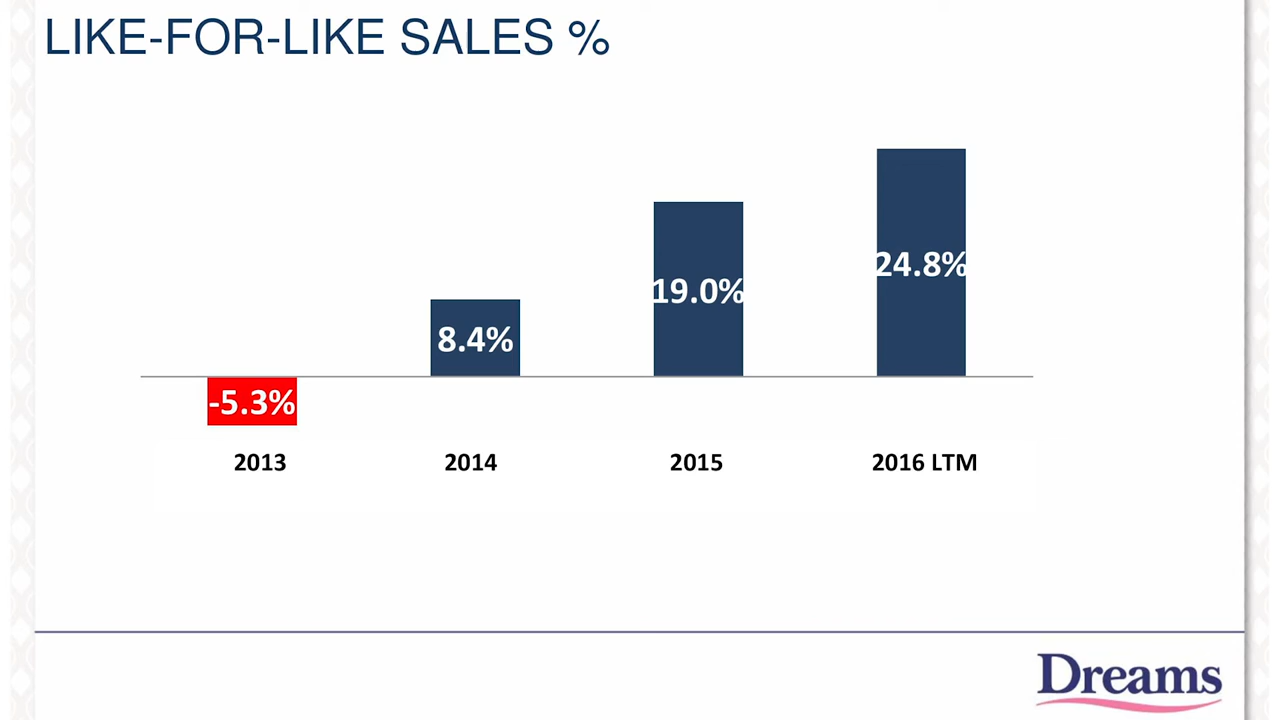 LIKE-FOR-LIKE SALES %
24.8%
19.0%
8.4%
-5.3%
2013 2014 2015 2016 LTM
Dreams